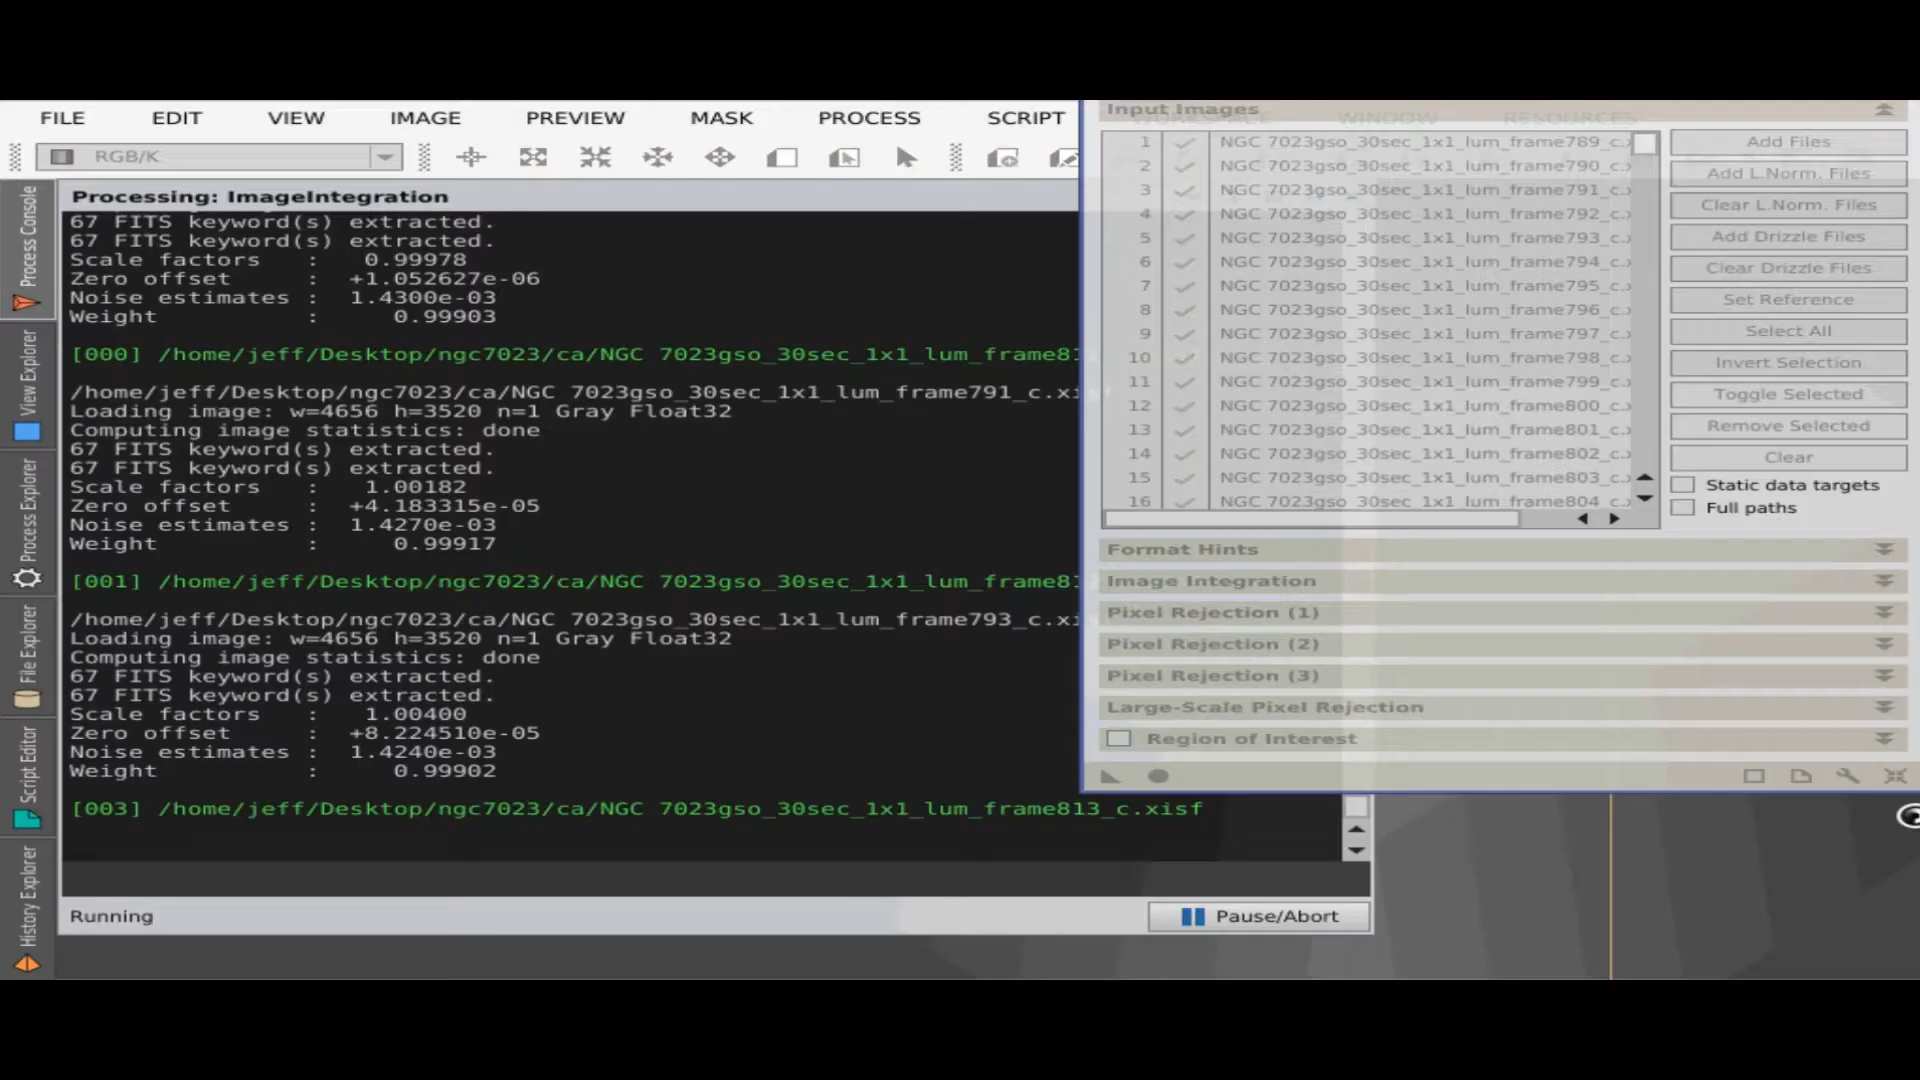 FILE EDIT VIEW IMAGE PREVIEW MASK PROCESS SCRIPT WINDOW RESOURCES
RGB/K
Process Console
View Explorer
Process Explorer
File Explorer
Script Editor
History Explorer
Processing: ImageIntegration
67 FITS keyword(s) extracted.
67 FITS keyword(s) extracted.
Scale factors : 0.99978
Zero offset : +1.052627e-06
Noise estimates : 1.4300e-03
Weight : 0.99903
[000] /home/jeff/Desktop/ngc7023/ca/NGC 7023gso_30sec_1x1_lum_frame81
/home/jeff/Desktop/ngc7023/ca/NGC 7023gso_30sec_1x1_lum_frame791_c.xi
Loading image: w=4656 h=3520 n=1 Gray Float32
Computing image statistics: done
67 FITS keyword(s) extracted.
67 FITS keyword(s) extracted.
Scale factors : 1.00182
Zero offset : +4.183315e-05
Noise estimates : 1.4270e-03
Weight : 0.99917
[001] /home/jeff/Desktop/ngc7023/ca/NGC 7023gso_30sec_1x1_lum_frame81
/home/jeff/Desktop/ngc7023/ca/NGC 7023gso_30sec_1x1_lum_frame793_c.xi
Loading image: w=4656 h=3520 n=1 Gray Float32
Computing image statistics: done
67 FITS keyword(s) extracted.
67 FITS keyword(s) extracted.
Scale factors : 1.00400
Zero offset : +8.224510e-05
Noise estimates : 1.4240e-03
Weight : 0.99902
[003] /home/jeff/Desktop/ngc7023/ca/NGC 7023gso_30sec_1x1_lum_frame813_c.xisf
Running
Pause/Abort
Input Images
1 NGC 7023gso_30sec_1x1_lum_frame789_c.x
2 NGC 7023gso_30sec_1x1_lum_frame790_c.x
3 NGC 7023gso_30sec_1x1_lum_frame791_c.x
4 NGC 7023gso_30sec_1x1_lum_frame792_c.x
5 NGC 7023gso_30sec_1x1_lum_frame793_c.x
6 NGC 7023gso_30sec_1x1_lum_frame794_c.x
7 NGC 7023gso_30sec_1x1_lum_frame795_c.x
8 NGC 7023gso_30sec_1x1_lum_frame796_c.x
9 NGC 7023gso_30sec_1x1_lum_frame797_c.x
10 NGC 7023gso_30sec_1x1_lum_frame798_c.x
11 NGC 7023gso_30sec_1x1_lum_frame799_c.x
12 NGC 7023gso_30sec_1x1_lum_frame800_c.x
13 NGC 7023gso_30sec_1x1_lum_frame801_c.x
14 NGC 7023gso_30sec_1x1_lum_frame802_c.x
15 NGC 7023gso_30sec_1x1_lum_frame803_c.x
16 NGC 7023gso_30sec_1x1_lum_frame804_c.x
Add Files
Add L.Norm. Files
Clear L.Norm. Files
Add Drizzle Files
Clear Drizzle Files
Set Reference
Select All
Invert Selection
Toggle Selected
Remove Selected
Clear
Static data targets
Full paths
Format Hints
Image Integration
Pixel Rejection (1)
Pixel Rejection (2)
Pixel Rejection (3)
Large-Scale Pixel Rejection
Region of Interest